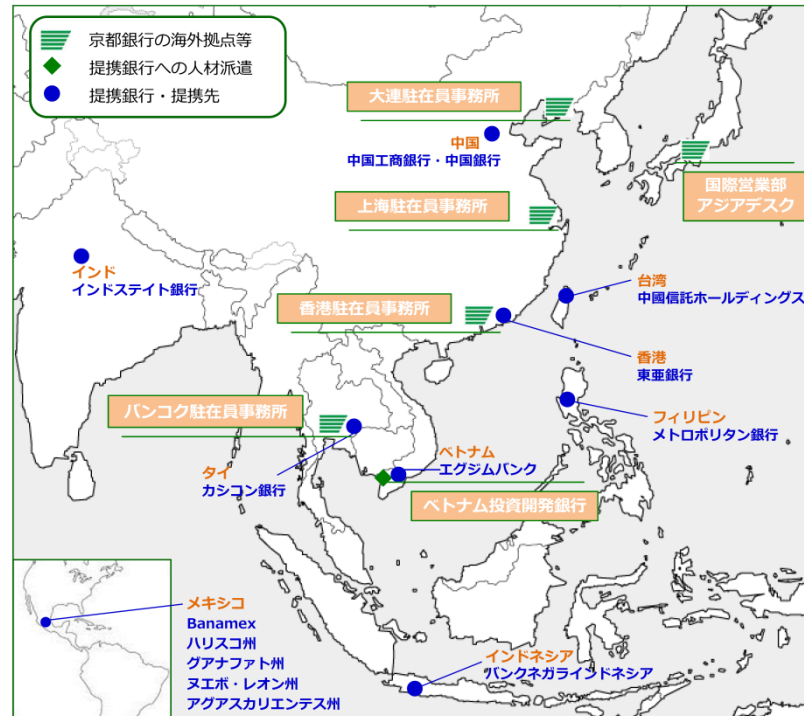 京都銀行の海外拠点等
提携銀行への人材派遣
提携銀行・提携先
大連駐在員事務所
中国
中国工商銀行・中国銀行
国際営業部
アジアデスク
上海駐在員事務所
インド
インドステイト銀行
台湾
中國信託ホールディングス
香港駐在員事務所
香港
東亜銀行
バンコク駐在員事務所
フィリピン
メトロポリタン銀行
タイ
カシコン銀行
ベトナム
エグジムバンク
ベトナム投資開発銀行
メキシコ
Banamex
ハリスコ州
グアナファト州
ヌエボ・レオン州
アグアスカリエンテス州
インドネシア
バンクネガラインドネシア